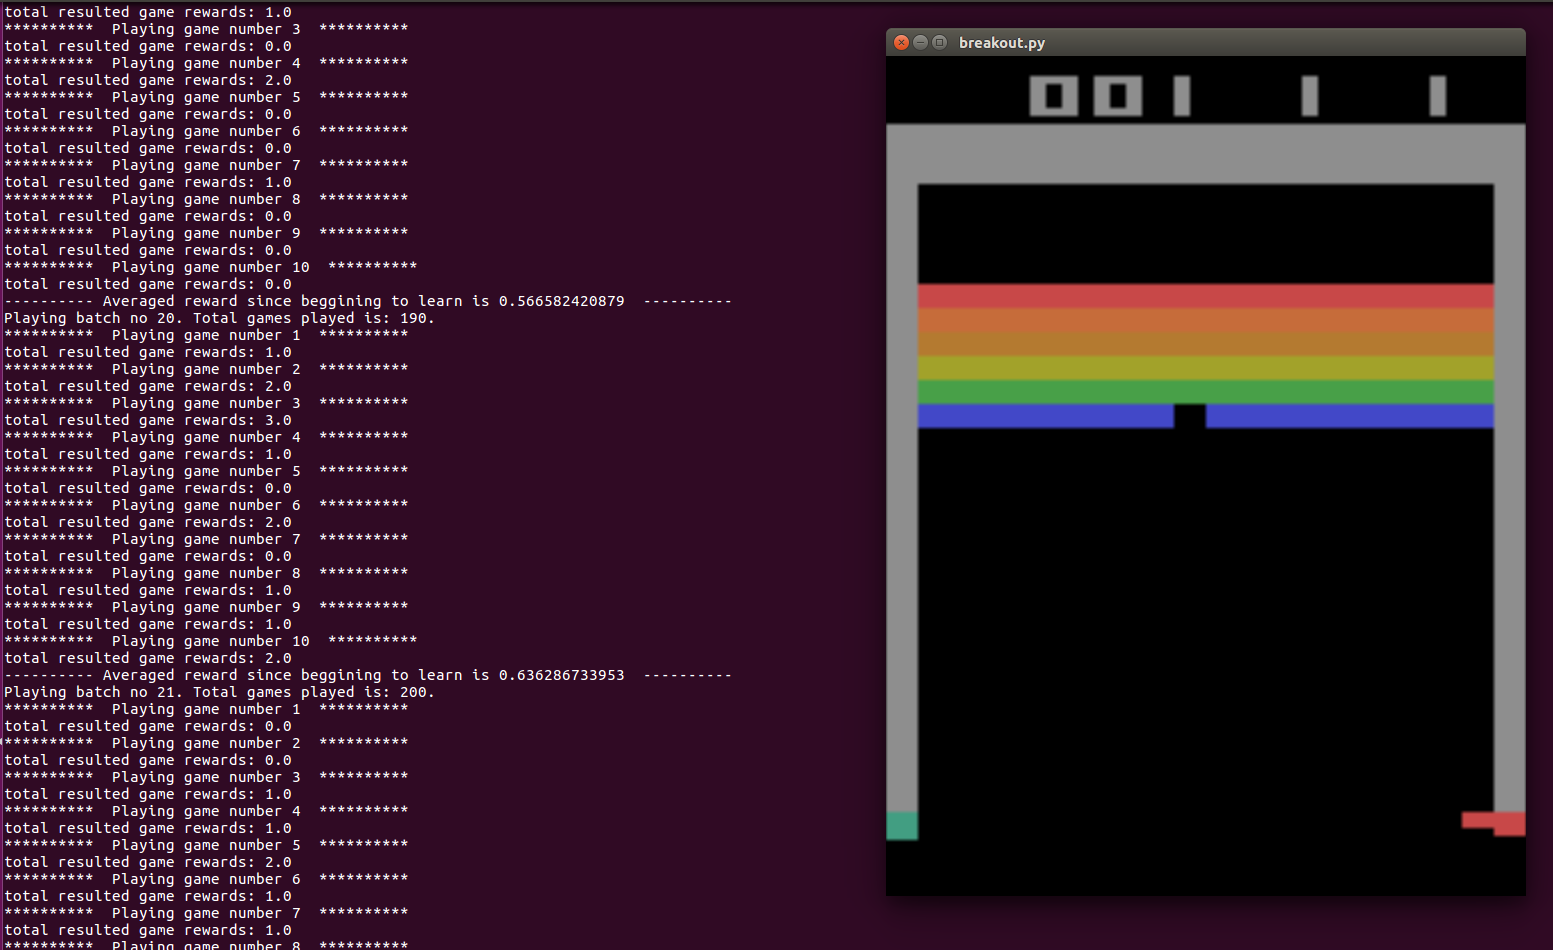 total resulted game rewards: 1.0
**********  Playing game number 3  **********
total resulted game rewards: 0.0
**********  Playing game number 4  **********
total resulted game rewards: 2.0
**********  Playing game number 5  **********
total resulted game rewards: 0.0
**********  Playing game number 6  **********
total resulted game rewards: 0.0
**********  Playing game number 7  **********
total resulted game rewards: 1.0
**********  Playing game number 8  **********
total resulted game rewards: 0.0
**********  Playing game number 9  **********
total resulted game rewards: 0.0
**********  Playing game number 10  **********
total resulted game rewards: 0.0
---------- Averaged reward since beggining to learn is 0.566582420879  ----------
Playing batch no 20. Total games played is: 190.
**********  Playing game number 1  **********
total resulted game rewards: 1.0
**********  Playing game number 2  **********
total resulted game rewards: 2.0
**********  Playing game number 3  **********
total resulted game rewards: 3.0
**********  Playing game number 4  **********
total resulted game rewards: 1.0
**********  Playing game number 5  **********
total resulted game rewards: 0.0
**********  Playing game number 6  **********
total resulted game rewards: 2.0
**********  Playing game number 7  **********
total resulted game rewards: 0.0
**********  Playing game number 8  **********
total resulted game rewards: 1.0
**********  Playing game number 9  **********
total resulted game rewards: 1.0
**********  Playing game number 10  **********
total resulted game rewards: 2.0
---------- Averaged reward since beggining to learn is 0.636286733953  ----------
Playing batch no 21. Total games played is: 200.
**********  Playing game number 1  **********
total resulted game rewards: 0.0
**********  Playing game number 2  **********
total resulted game rewards: 0.0
**********  Playing game number 3  **********
total resulted game rewards: 1.0
**********  Playing game number 4  **********
total resulted game rewards: 1.0
**********  Playing game number 5  **********
total resulted game rewards: 2.0
**********  Playing game number 6  **********
total resulted game rewards: 1.0
**********  Playing game number 7  **********
total resulted game rewards: 1.0
**********  Playing game number 8  **********
breakout.py
001 1 1